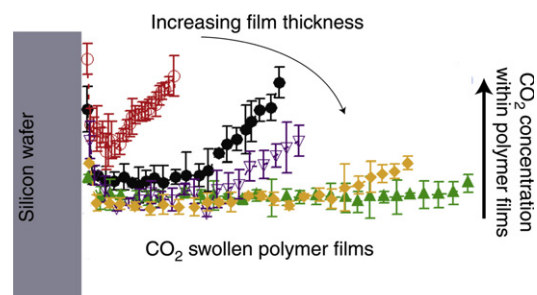 Increasing film thickness
Silicon wafer
CO2 swollen polymer films
CO2 concentration
within polymer films